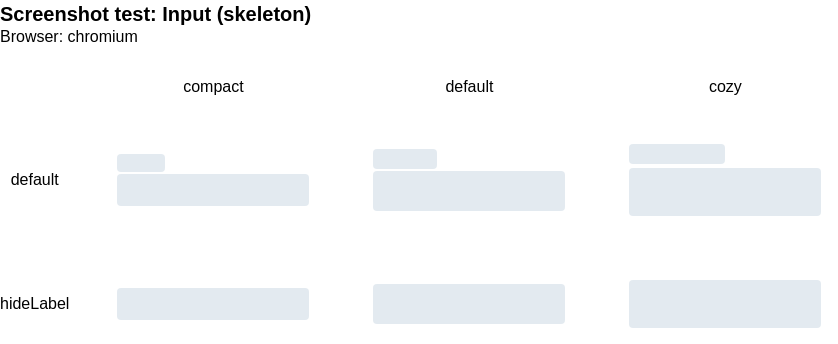 Screenshot test: Input (skeleton)
Browser: chromium
compact default cozy
default
hideLabel